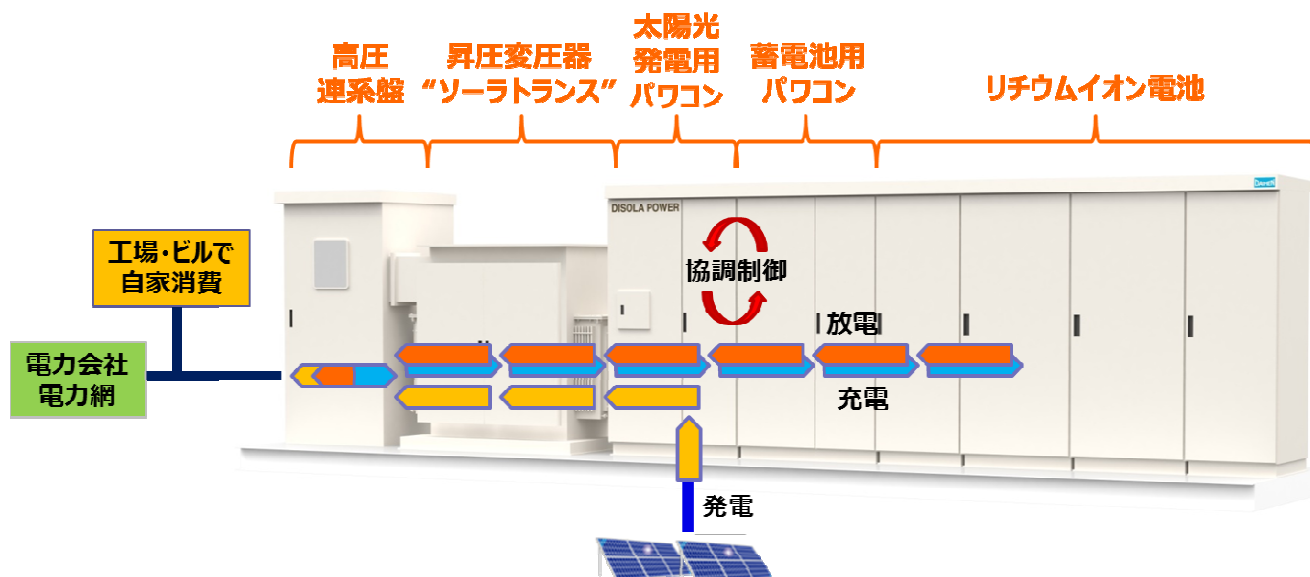 高圧
連系盤
昇圧変圧器
“ソーラトランス”
太陽光
発電用
パワコン
蓄電池用
パワコン
リチウムイオン電池
DISOLA POWER
DAIHEN
工場・ビルで
自家消費
協調制御
放電
電力会社
電力網
充電
発電